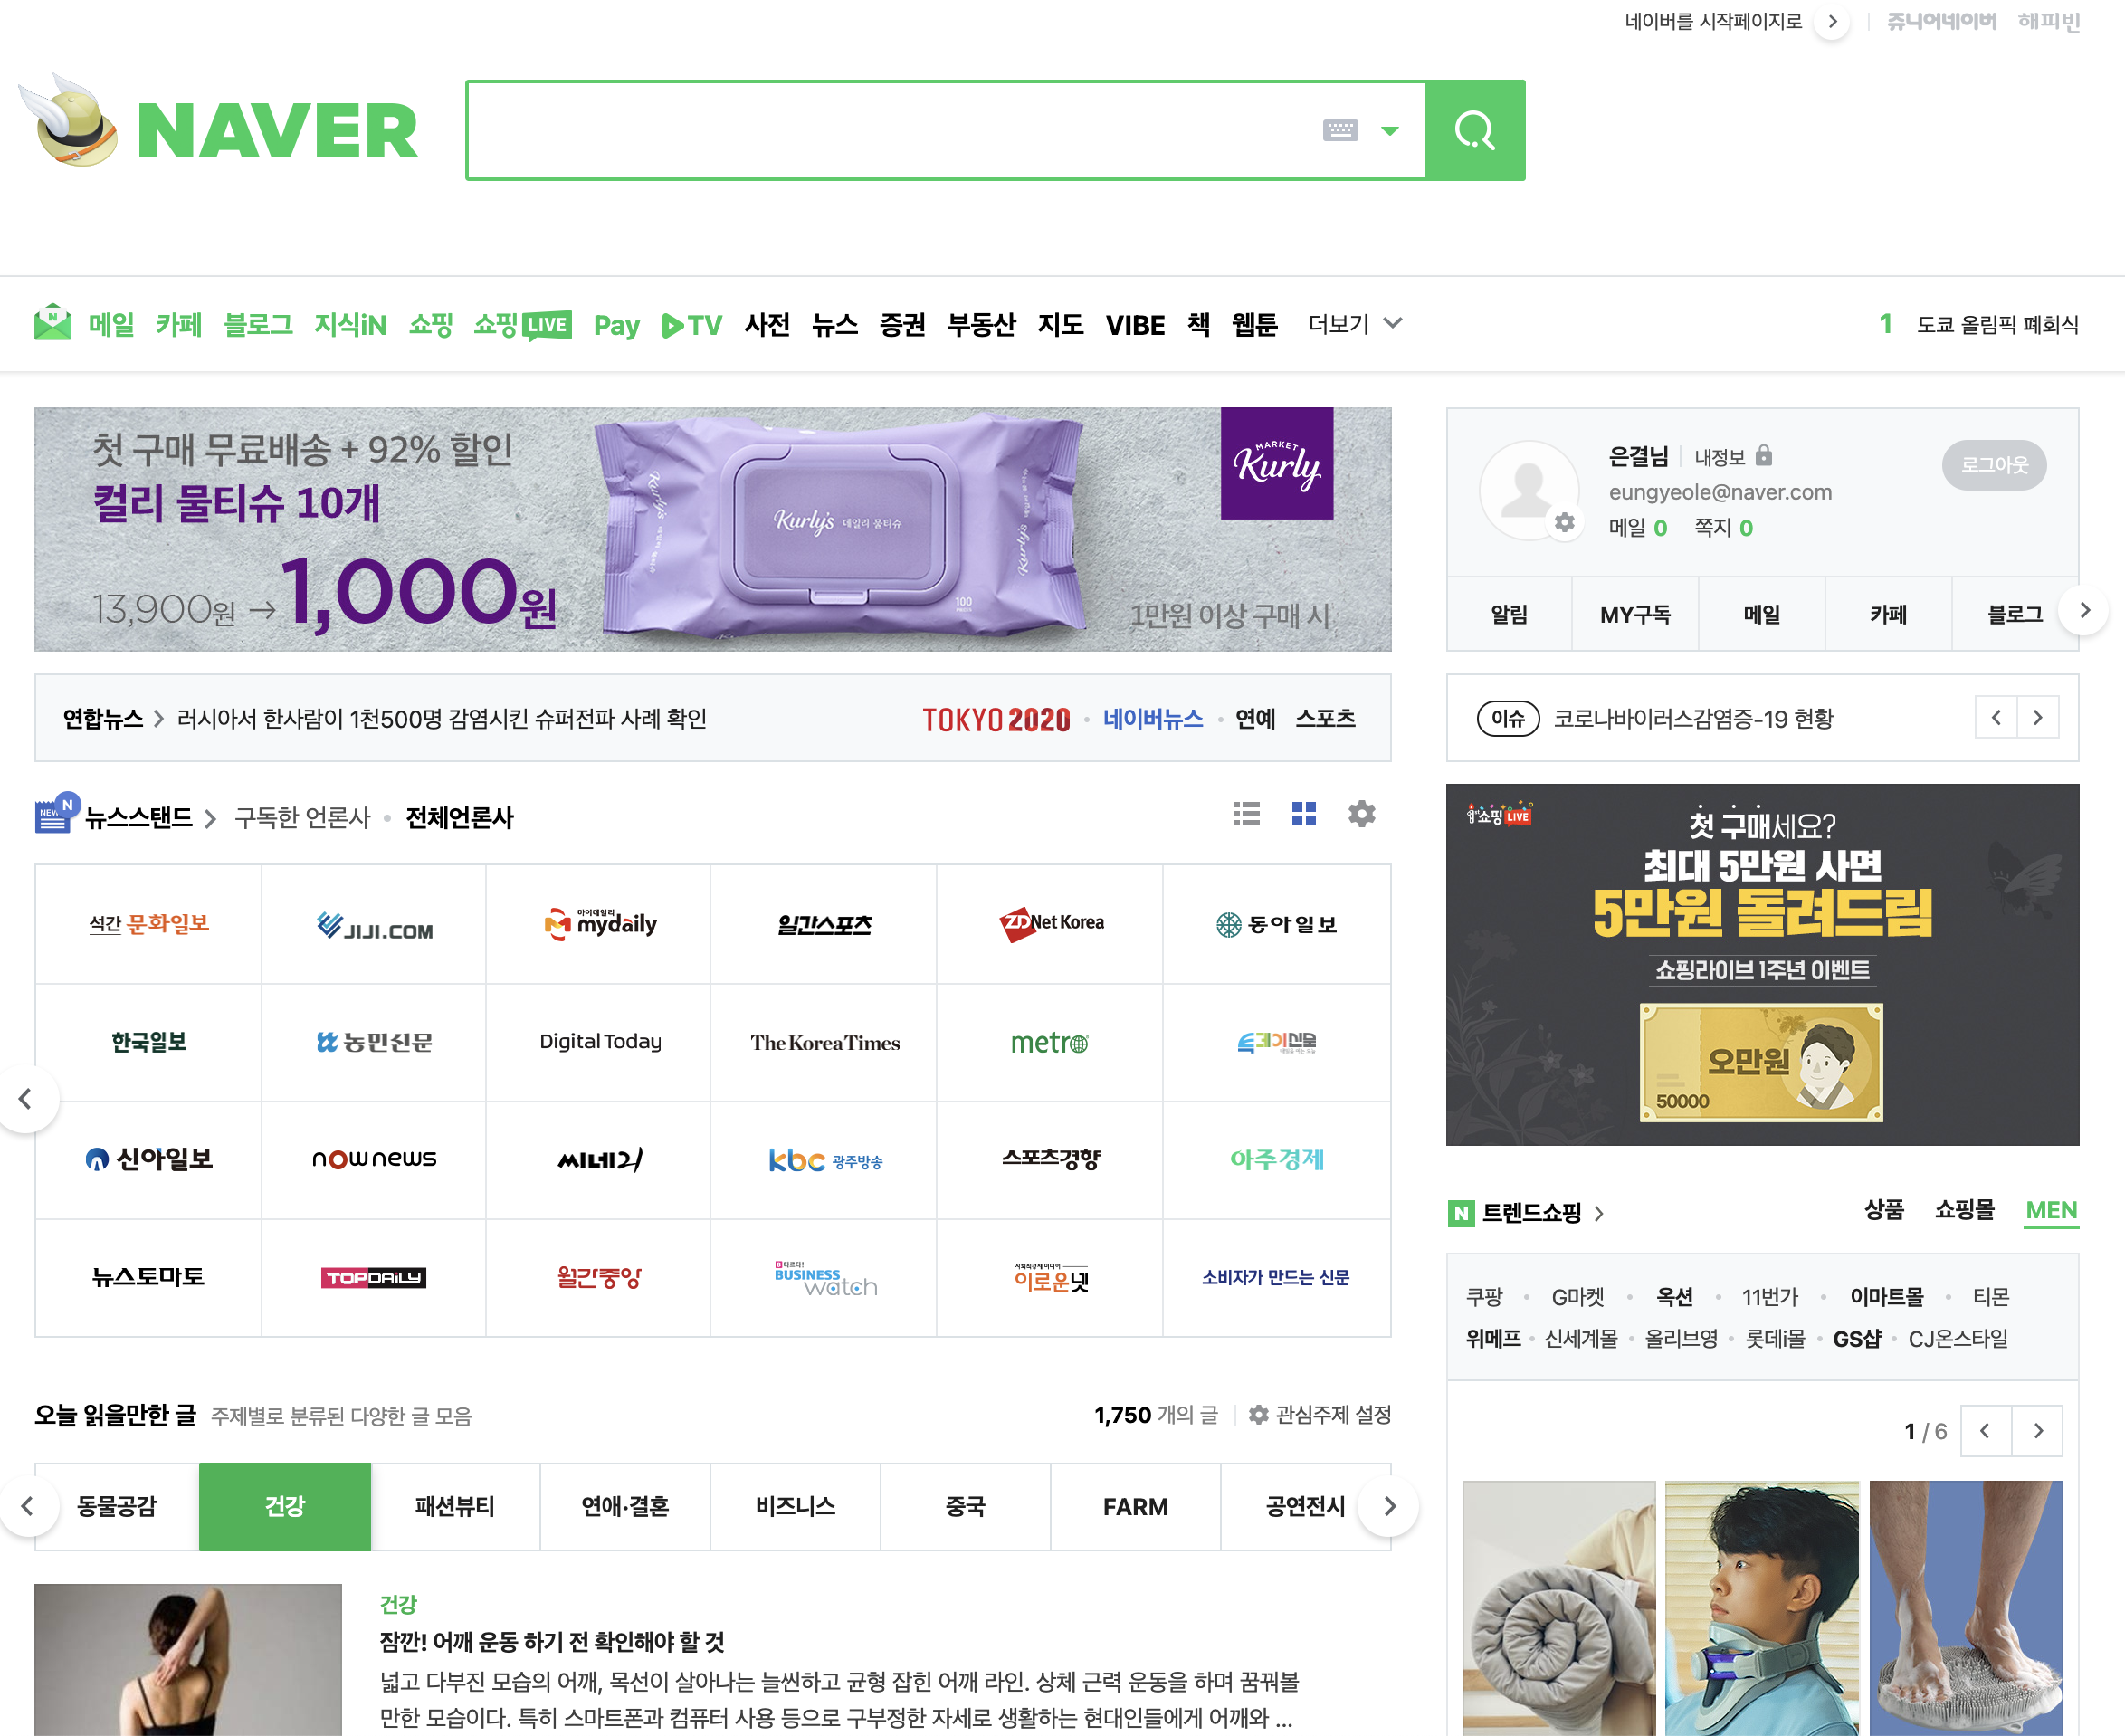 네이버를 시작페이지로 쥬니어네이버 해피빈
NAVER
메일 카페 블로그 지식iN 쇼핑 쇼핑 LIVE Pay TV 사전 뉴스 증권 부동산 지도 VIBE 책 웹툰 더보기
1 도쿄 올림픽 폐회식
첫 구매 무료배송 + 92% 할인
컬리 물티슈 10개
13,900원 → 1,000원
Kurly's 데일리 물티슈
Kurly's
Kurly's
100
MARKET
Kurly
1만원 이상 구매 시
은결님 내정보
로그아웃
eungyeole@naver.com
메일 0 쪽지 0
알림 MY구독 메일 카페 블로그
연합뉴스 러시아서 한사람이 1천500명 감염시킨 슈퍼전파 사례 확인
TOKYO 2020 · 네이버뉴스 · 연예 스포츠
이슈 코로나바이러스감염증-19 현황
NEW N 뉴스스탠드 구독한 언론사 · 전체언론사
석간 문화일보
JIJI.COM
마이데일리
mydaily
일간스포츠
ZDNet Korea
동아일보
한국일보
농민신문
Digital Today
The Korea Times
metro
신아일보
nownews
씨네21
kbc 광주방송
스포츠경향
아주경제
뉴스토마토
TOPDAILY
월간중앙
다르다!
BUSINESS
watch
이로운넷
소비자가 만드는 신문
쇼핑 LIVE
첫 구매세요?
최대 5만원 사면
5만원 돌려드림
쇼핑라이브 1주년 이벤트
오만원
50000
N 트렌드쇼핑 상품 쇼핑몰 MEN
쿠팡 · G마켓 · 옥션 · 11번가 · 이마트몰 · 티몬
위메프 · 신세계몰 · 올리브영 · 롯데i몰 · GS샵 · CJ온스타일
1 / 6
오늘 읽을만한 글 주제별로 분류된 다양한 글 모음
1,750 개의 글 관심주제 설정
동물공감 건강 패션뷰티 연애·결혼 비즈니스 중국 FARM 공연전시
건강
잠깐! 어깨 운동 하기 전 확인해야 할 것
넓고 다부진 모습의 어깨, 목선이 살아나는 늘씬하고 균형 잡힌 어깨 라인. 상체 근력 운동을 하며 꿈꿔볼
만한 모습이다. 특히 스마트폰과 컴퓨터 사용 등으로 구부정한 자세로 생활하는 현대인들에게 어깨와 ...